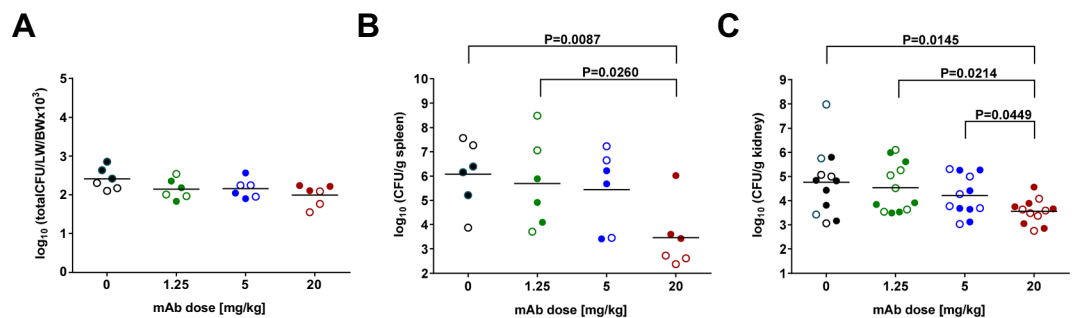 A
log₁₀ (totalCFU/LW/BWx10³)
5
4
3
2
1
0
0 1.25 5 20
mAb dose [mg/kg]
B
P=0.0087
P=0.0260
log₁₀ (CFU/g spleen)
10
9
8
7
6
5
4
3
2
0 1.25 5 20
mAb dose [mg/kg]
C
P=0.0145
P=0.0214
P=0.0449
log₁₀ (CFU/g kidney)
9
8
7
6
5
4
3
2
1
0 1.25 5 20
mAb dose [mg/kg]